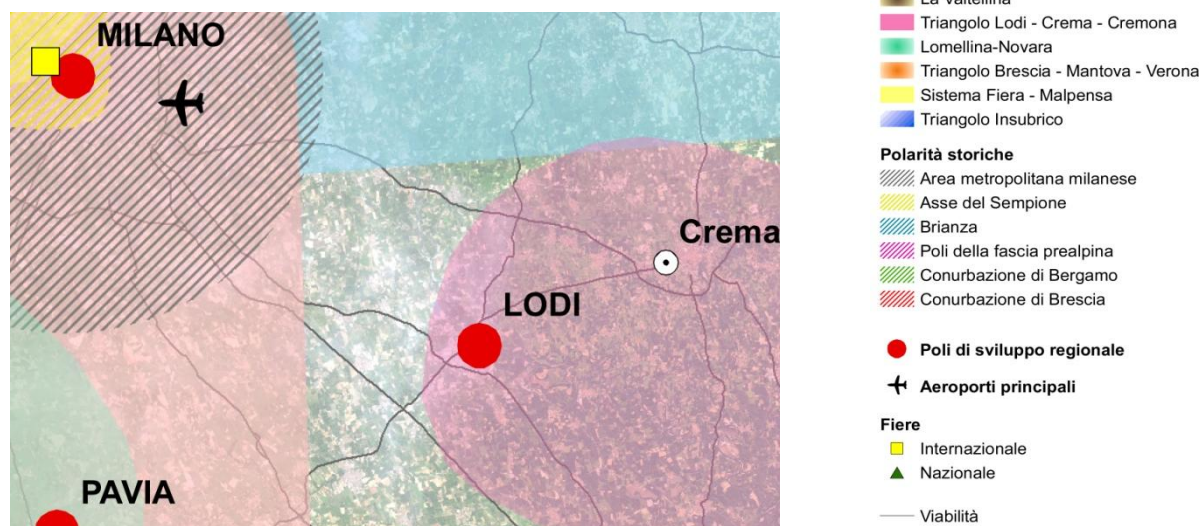 MILANO
Crema
LODI
PAVIA
La Valtellina
Triangolo Lodi - Crema - Cremona
Lomellina-Novara
Triangolo Brescia - Mantova - Verona
Sistema Fiera - Malpensa
Triangolo Insubrico
Polarità storiche
Area metropolitana milanese
Asse del Sempione
Brianza
Poli della fascia prealpina
Conurbazione di Bergamo
Conurbazione di Brescia
Poli di sviluppo regionale
Aeroporti principali
Fiere
Internazionale
Nazionale
Viabilità